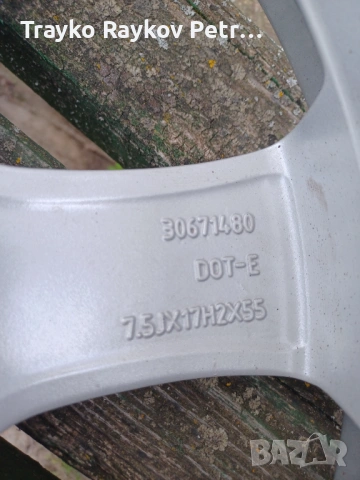 Trayko Raykov Petr...
30671480
DOT-E
7.5JX17H2X55
BAZAR